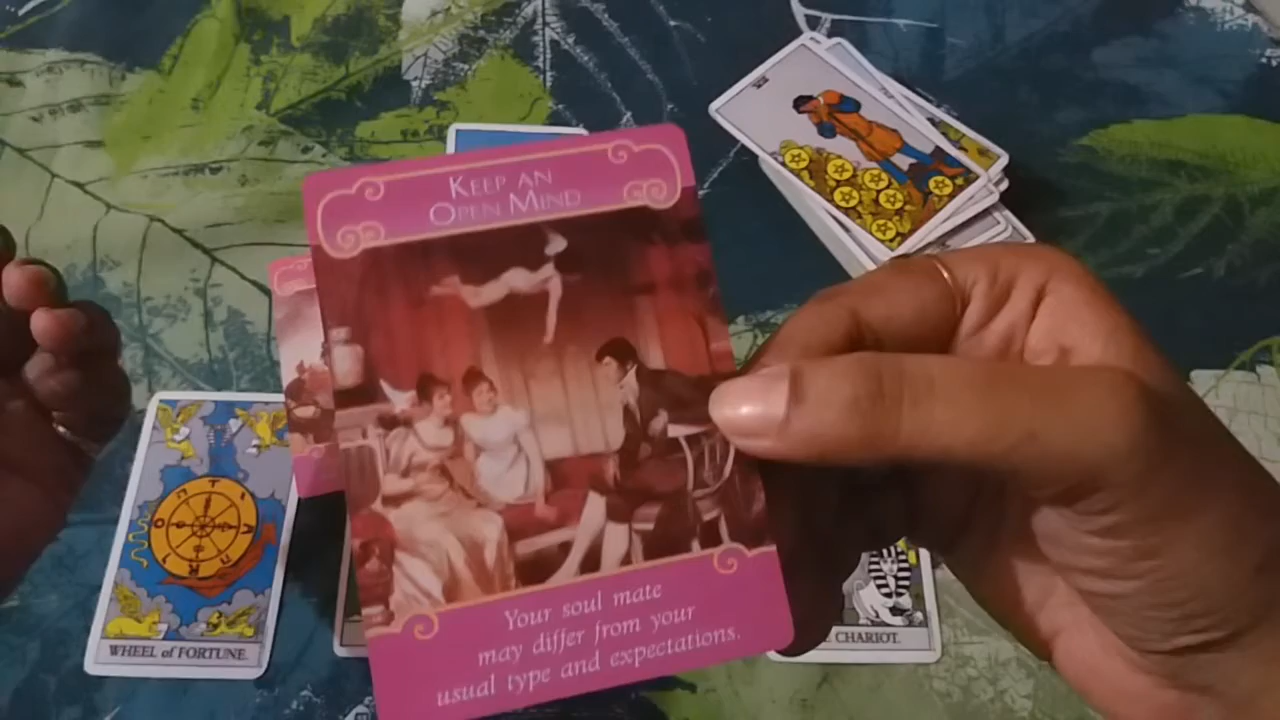 KEEP AN
OPEN MIND
Your soul mate
may differ from your
usual type and expectations.
WHEEL of FORTUNE.
CHARIOT.